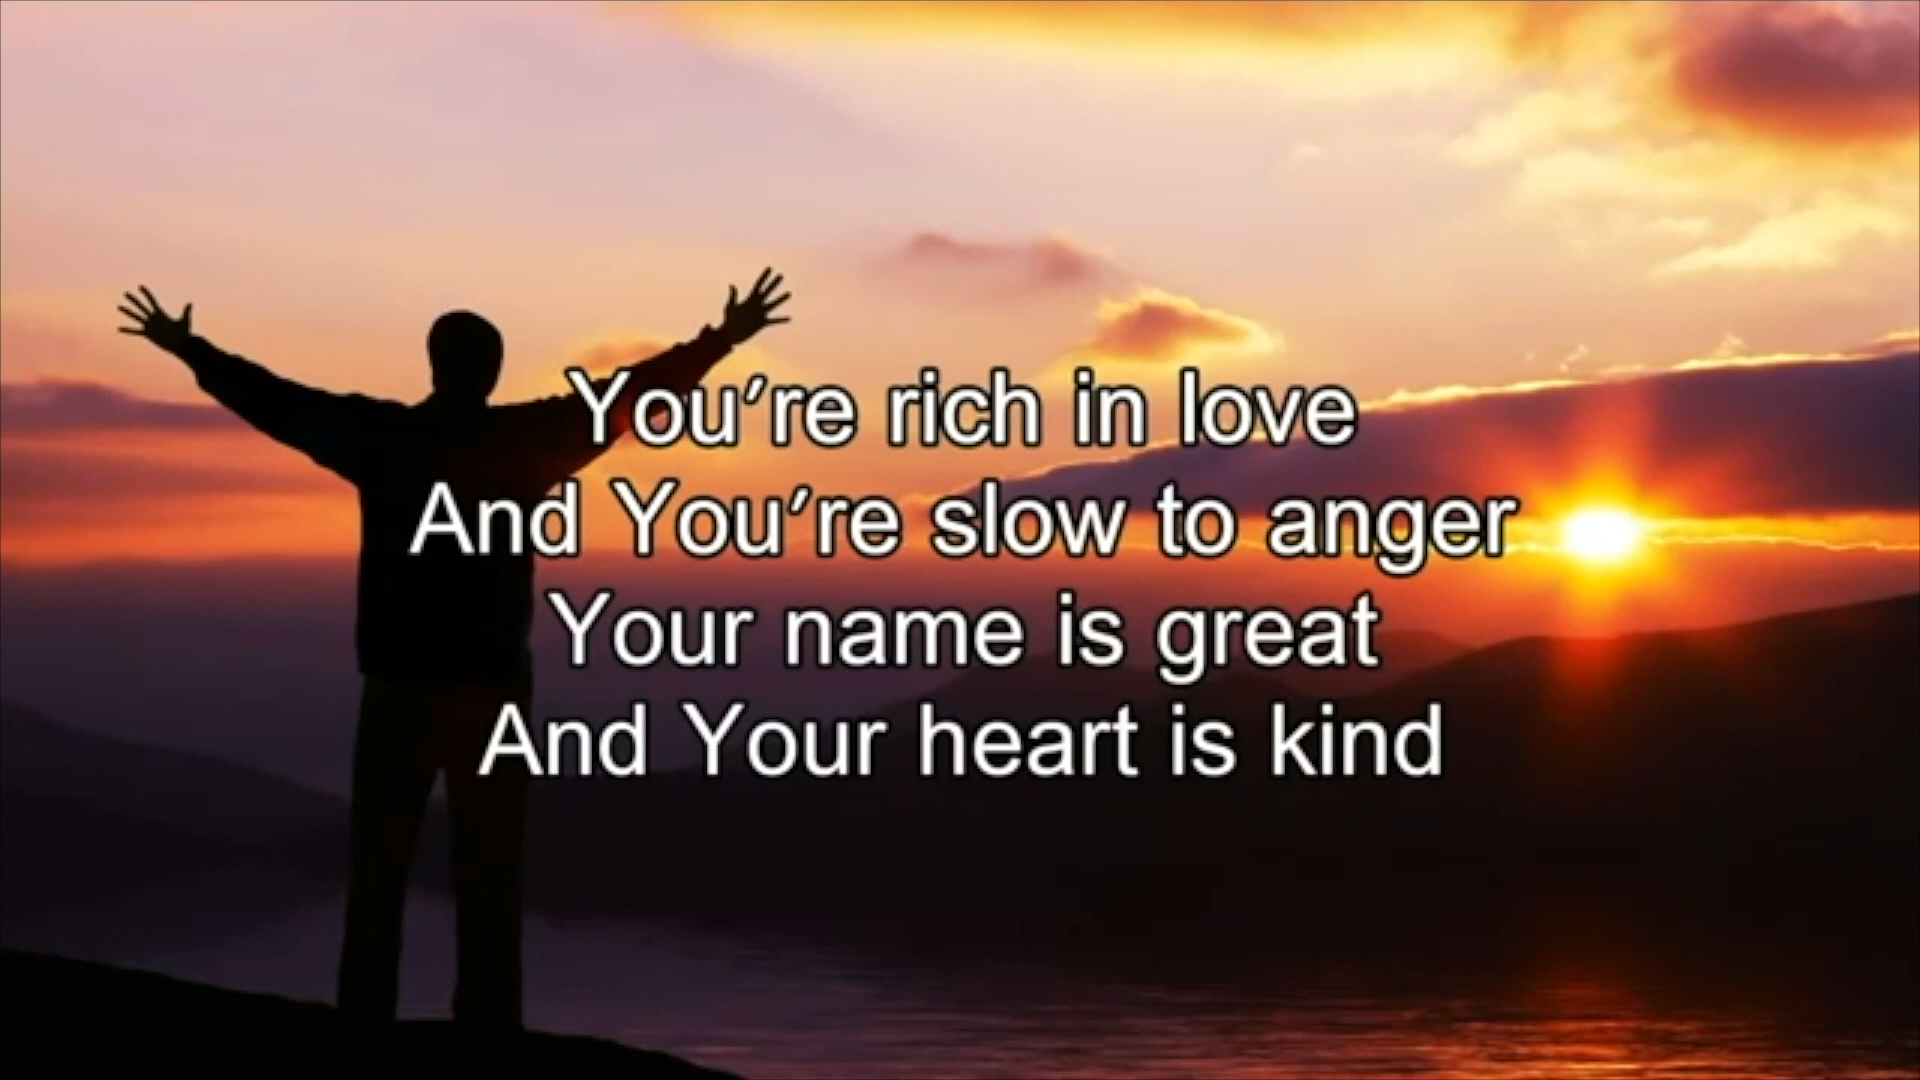 You're rich in love
And You're slow to anger
Your name is great
And Your heart is kind